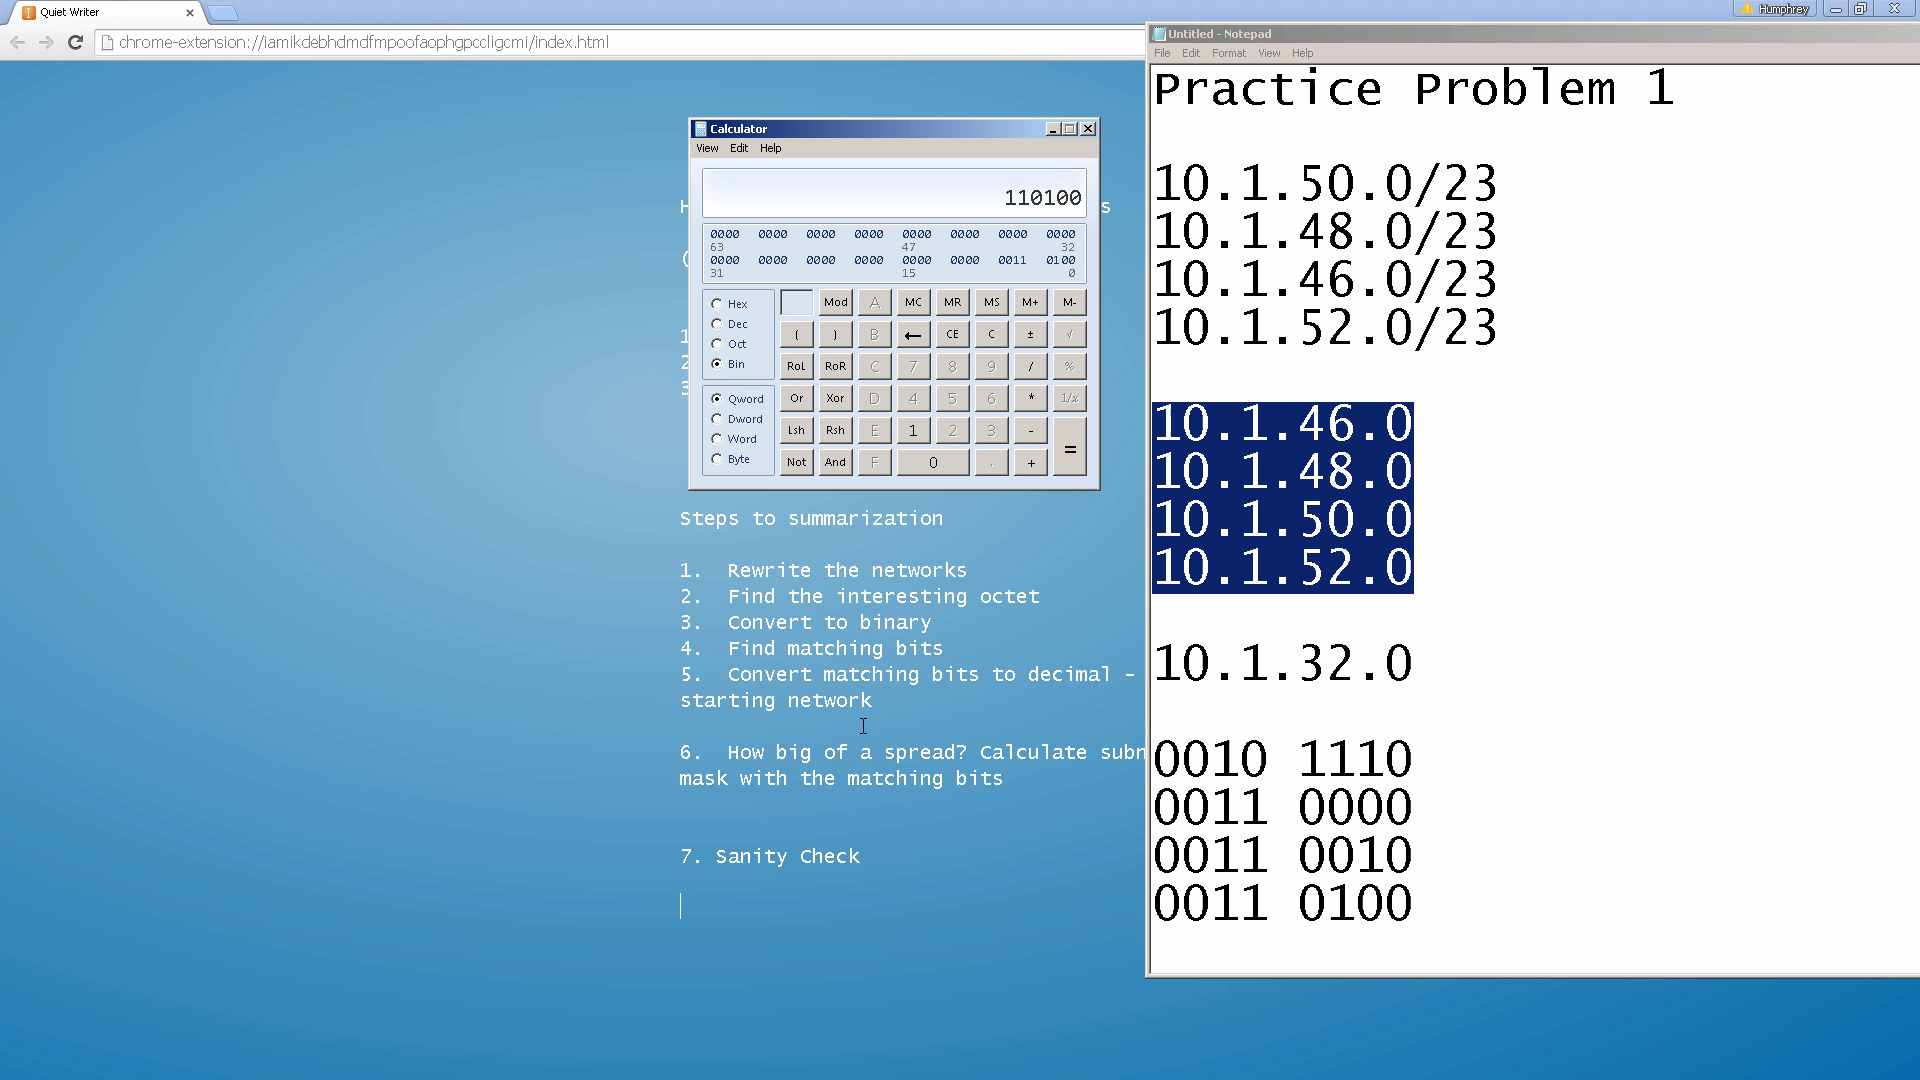 Quiet Writer
Humphrey
chrome-extension://iamikdebhdmdfmpoofaophgpccligcmi/index.html
Untitled - Notepad
File Edit Format View Help
Practice Problem 1
10.1.50.0/23
10.1.48.0/23
10.1.46.0/23
10.1.52.0/23
10.1.46.0
10.1.48.0
10.1.50.0
10.1.52.0
10.1.32.0
0010 1110
0011 0000
0011 0010
0011 0100
Calculator
View Edit Help
110100
0000 0000 0000 0000 0000 0000 0000 0000
63 47 32
0000 0000 0000 0000 0000 0000 0011 0100
31 15 0
Hex Mod A MC MR MS M+ M-
Dec
Oct ( ) B ← CE C ± √
Bin RoL RoR C 7 8 9 / %
Qword Or Xor D 4 5 6 * 1/x
Dword
Word Lsh Rsh E 1 2 3 - =
Byte Not And F 0 . +
Steps to summarization
1. Rewrite the networks
2. Find the interesting octet
3. Convert to binary
4. Find matching bits
5. Convert matching bits to decimal -
starting network
6. How big of a spread? Calculate subn
mask with the matching bits
7. Sanity Check